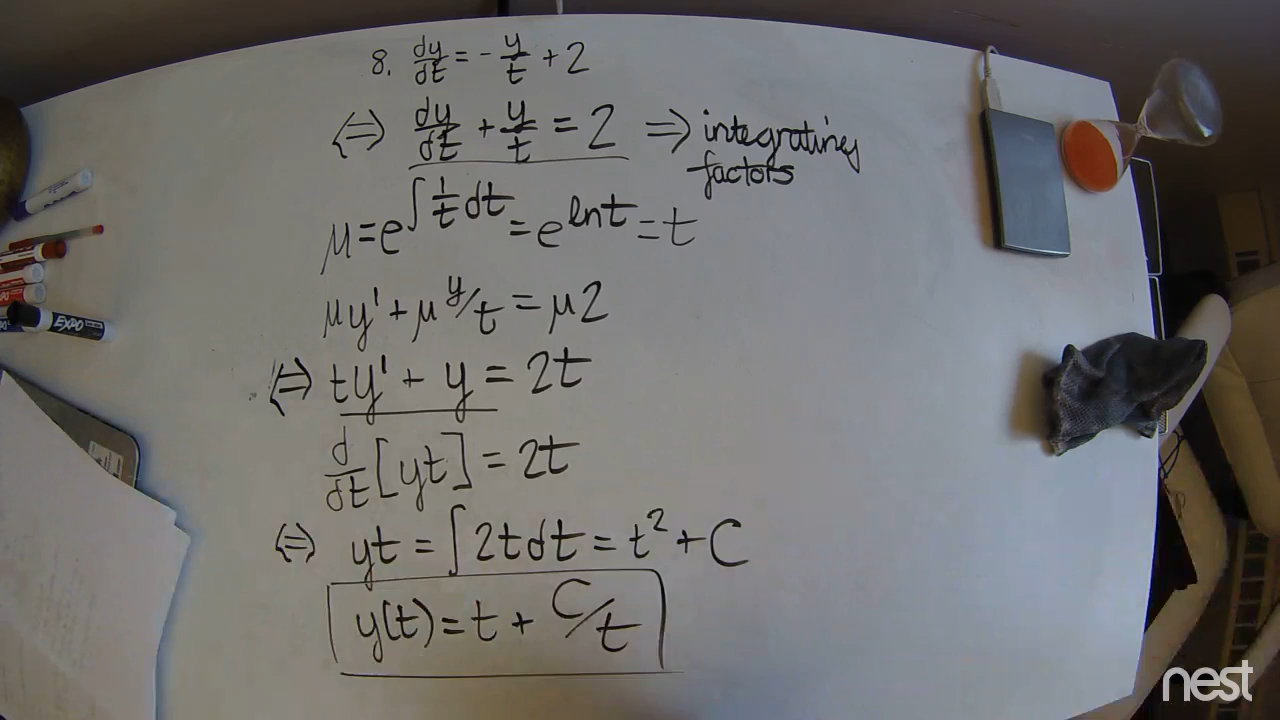 8. dy/dt = - y/t + 2
⇔ dy/dt + y/t = 2 ⇒ integrating
factors
μ = e^∫ 1/t dt = e^ln t = t
μy' + μ y/t = μ2
⇔ ty' + y = 2t
d/dt [yt] = 2t
⇔ yt = ∫ 2t dt = t² + C
y(t) = t + C/t
EXPO
nest